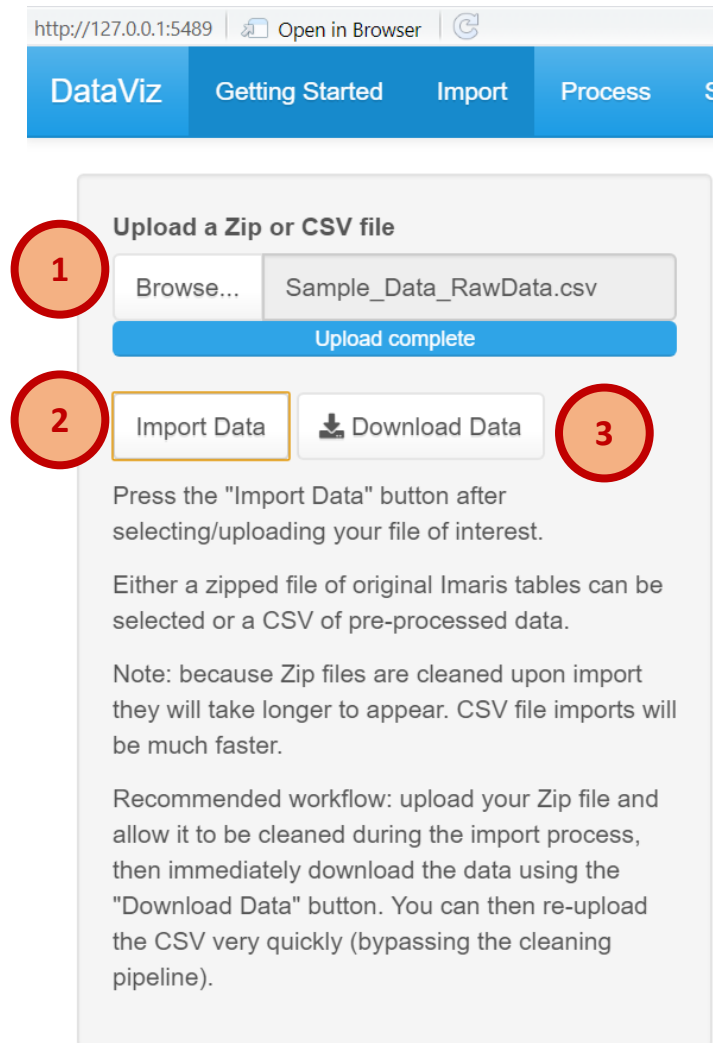 http://127.0.0.1:5489 Open in Browser
DataViz Getting Started Import Process S
Upload a Zip or CSV file
1 Browse... Sample_Data_RawData.csv
Upload complete
2 Import Data Download Data 3
Press the "Import Data" button after
selecting/uploading your file of interest.
Either a zipped file of original Imaris tables can be
selected or a CSV of pre-processed data.
Note: because Zip files are cleaned upon import
they will take longer to appear. CSV file imports will
be much faster.
Recommended workflow: upload your Zip file and
allow it to be cleaned during the import process,
then immediately download the data using the
"Download Data" button. You can then re-upload
the CSV very quickly (bypassing the cleaning
pipeline).